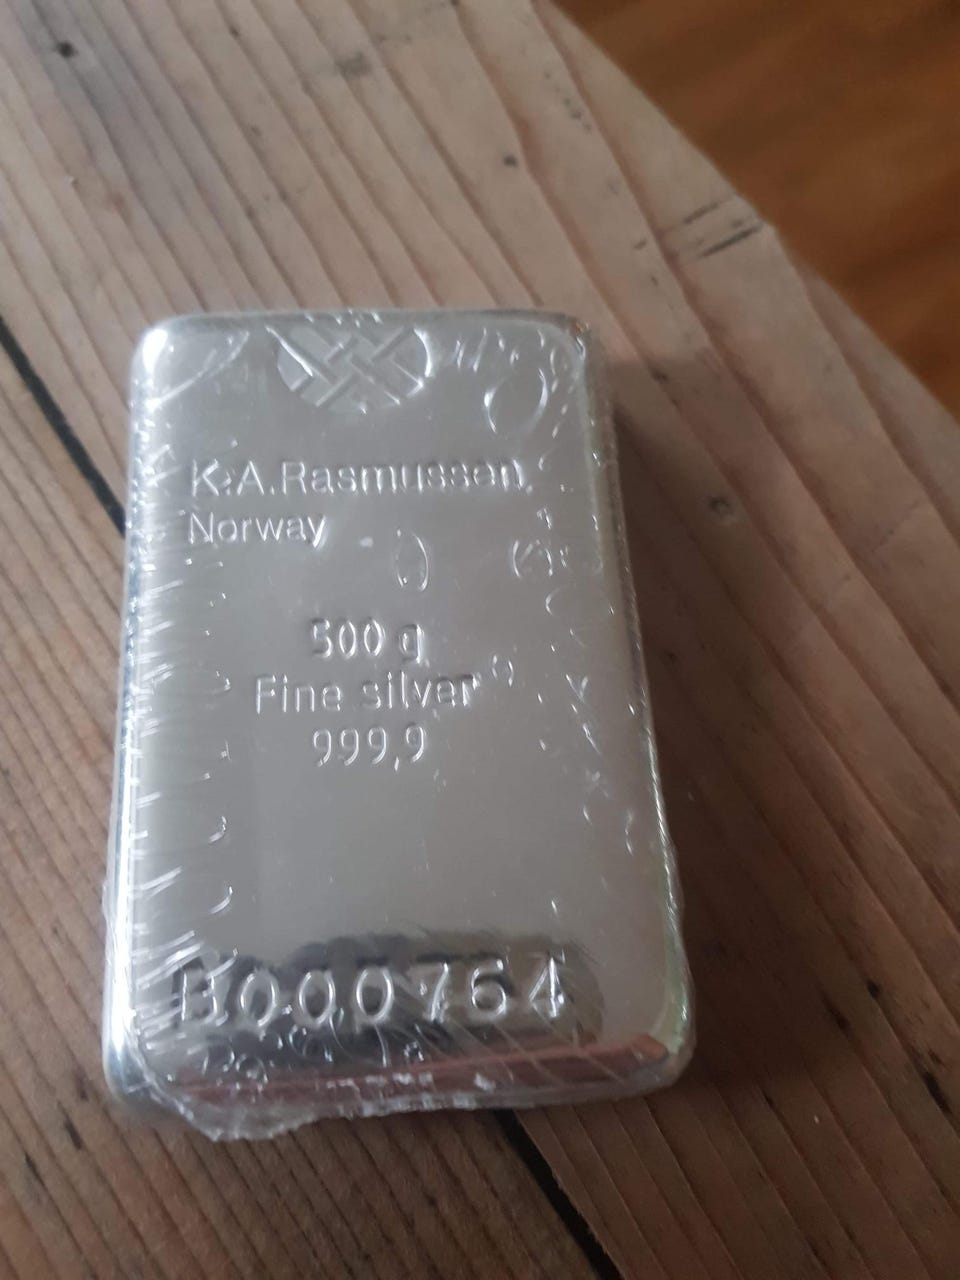 K.A.Rasmussen
Norway
500 g
Fine silver
999,9
B000764